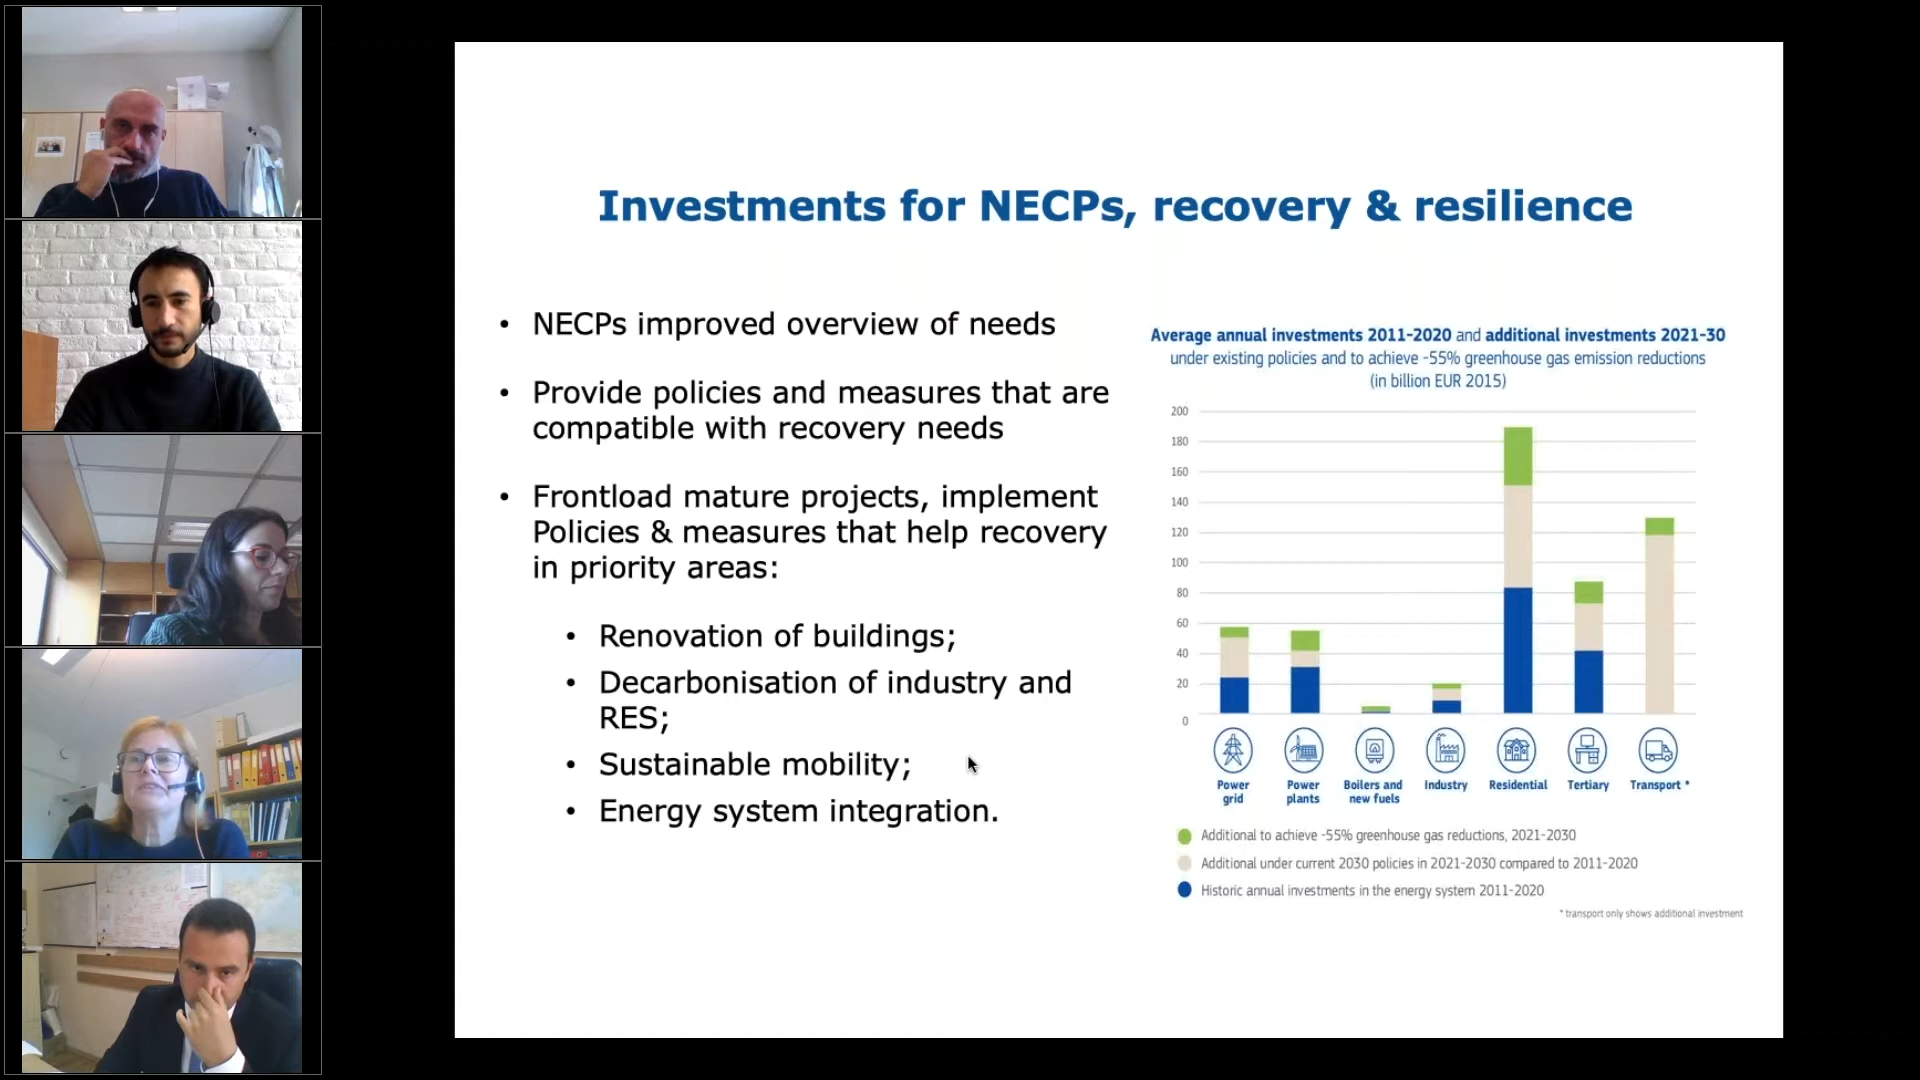 Investments for NECPs, recovery & resilience
• NECPs improved overview of needs
• Provide policies and measures that are
compatible with recovery needs
• Frontload mature projects, implement
Policies & measures that help recovery
in priority areas:
• Renovation of buildings;
• Decarbonisation of industry and
RES;
• Sustainable mobility;
• Energy system integration.
Average annual investments 2011-2020 and additional investments 2021-30
under existing policies and to achieve -55% greenhouse gas emission reductions
(in billion EUR 2015)
200
180
160
140
120
100
80
60
40
20
0
Power
grid
Power
plants
Boilers and
new fuels
Industry
Residential
Tertiary
Transport *
Additional to achieve -55% greenhouse gas reductions, 2021-2030
Additional under current 2030 policies in 2021-2030 compared to 2011-2020
Historic annual investments in the energy system 2011-2020
* transport only shows additional investment